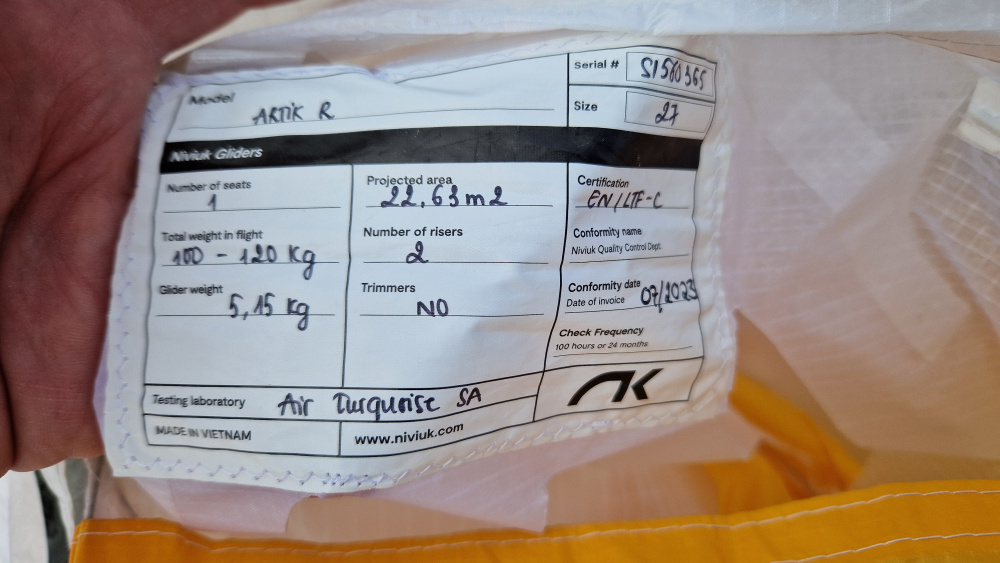 Model
ARTIK R
Serial # S1580365
Size 27
Niviuk Gliders
Number of seats
1
Total weight in flight
100 - 120 Kg
Glider weight
5,15 Kg
Projected area
22,63 m2
Number of risers
2
Trimmers
NO
Certification
EN/LTF-C
Conformity name
Niviuk Quality Control Dept.
Conformity date
Date of invoice 07/2023
Check Frequency
100 hours or 24 months
Testing laboratory Air Turquoise SA
MADE IN VIETNAM
www.niviuk.com